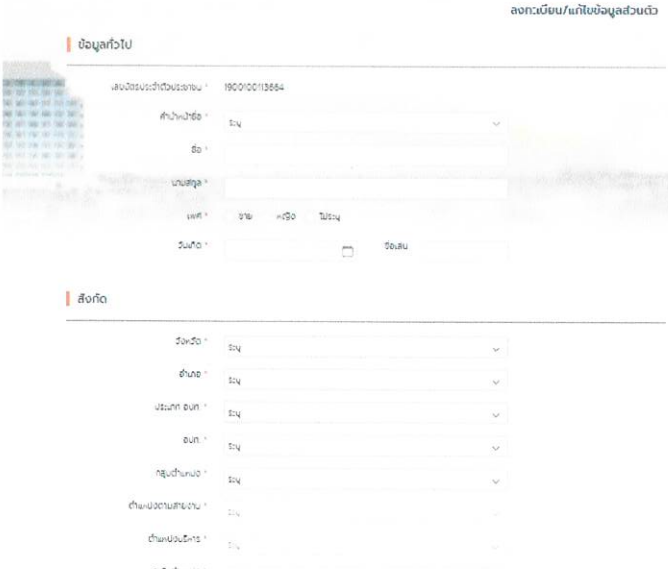 ลงทะเบียน/แก้ไขข้อมูลส่วนตัว
ข้อมูลทั่วไป
เลขบัตรประจำตัวประชาชน * 1900100113664
คำนำหน้าชื่อ * ระบุ
ชื่อ *
นามสกุล *
เพศ * ชาย หญิง ไม่ระบุ
วันเกิด * ชื่อเล่น
สังกัด
จังหวัด * ระบุ
อำเภอ * ระบุ
ประเภท อปท. * ระบุ
อปท. * ระบุ
กลุ่มตำแหน่ง * ระบุ
ตำแหน่งตามสายงาน * ระบุ
ตำแหน่งบริหาร * ระบุ